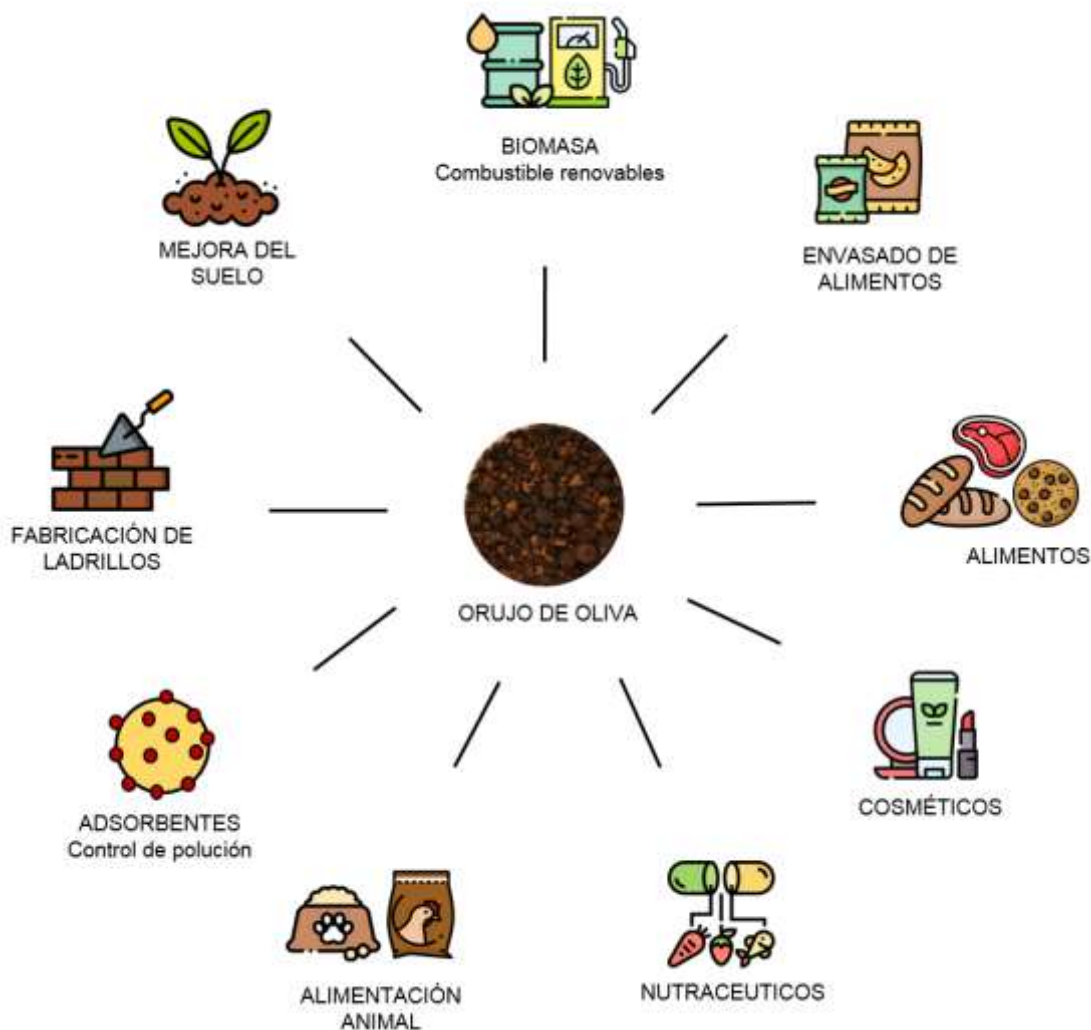 BIOMASA
Combustible renovables
MEJORA DEL
SUELO
ENVASADO DE
ALIMENTOS
FABRICACIÓN DE
LADRILLOS
ALIMENTOS
ORUJO DE OLIVA
ADSORBENTES
Control de polución
COSMÉTICOS
ALIMENTACIÓN
ANIMAL
NUTRACEUTICOS